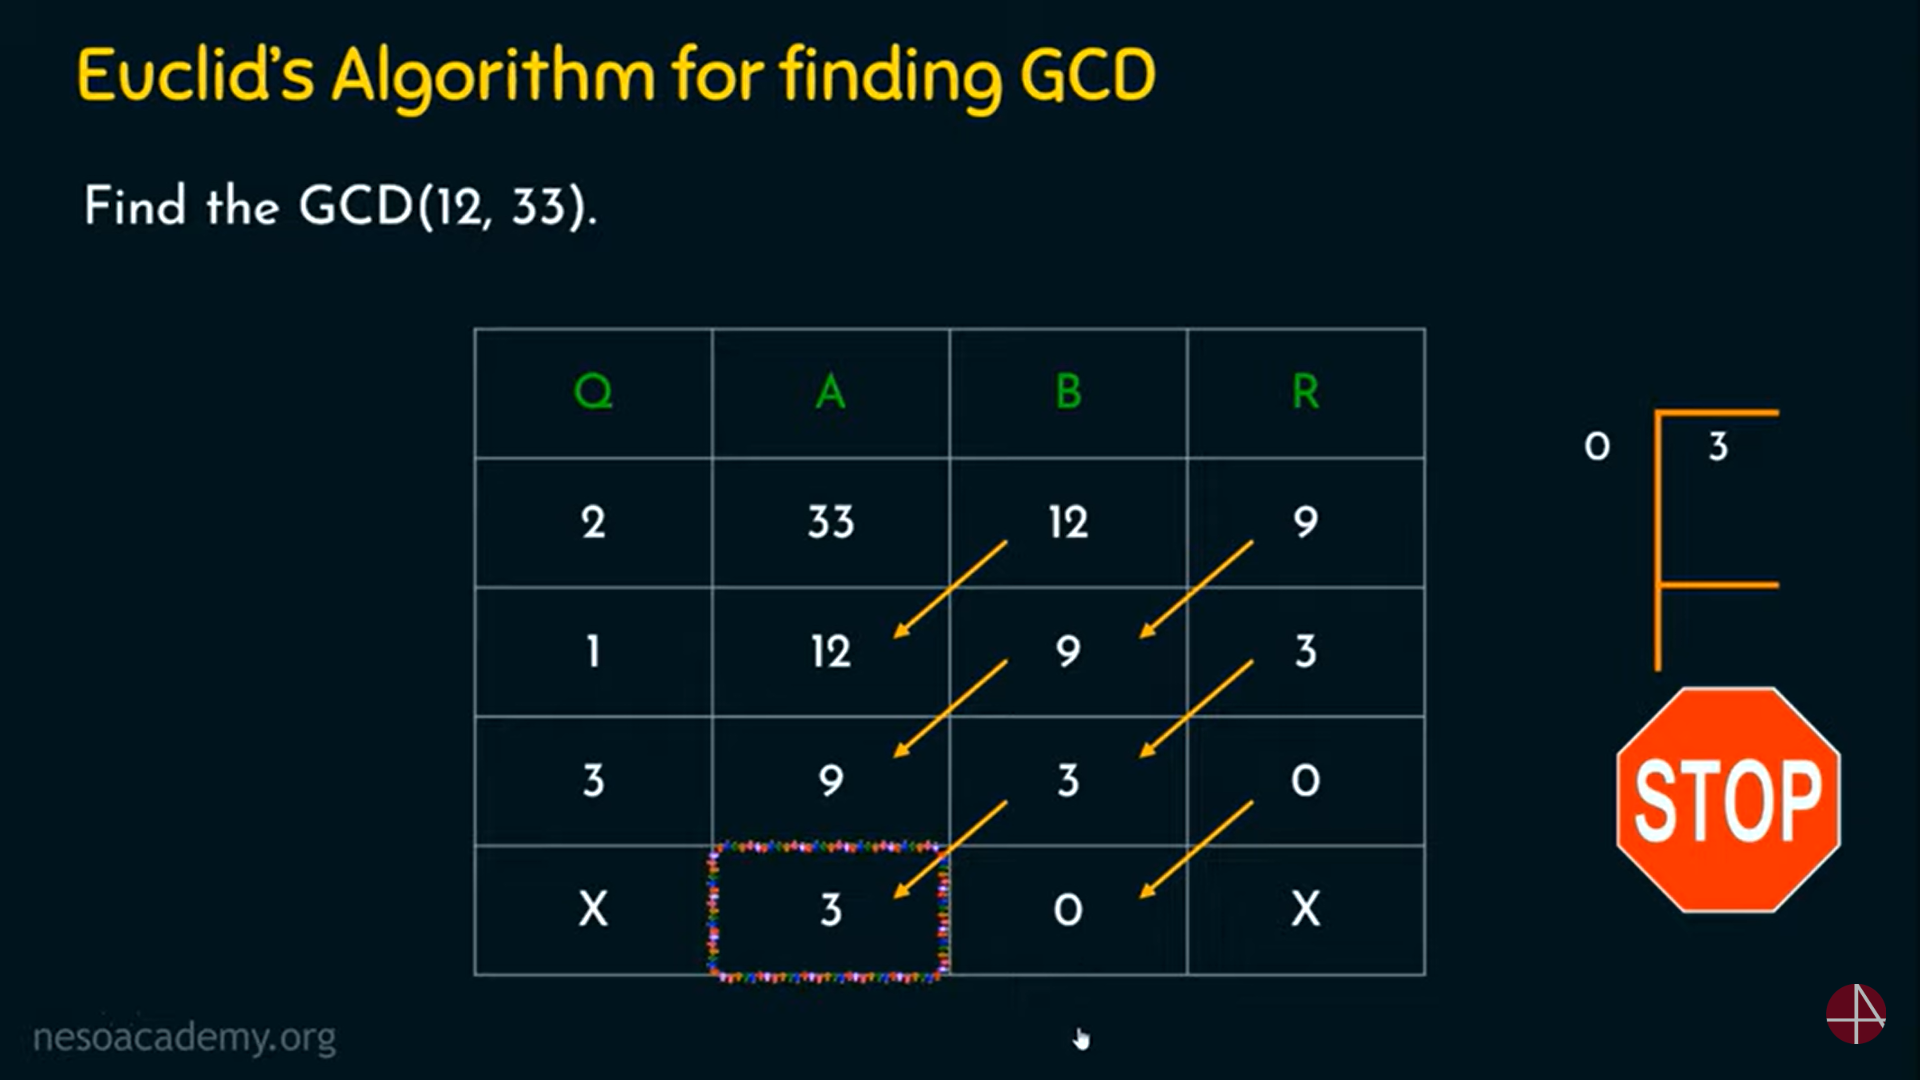 Euclid's Algorithm for finding GCD
Find the GCD(12, 33).
Q A B R
2 33 12 9
1 12 9 3
3 9 3 0
X 3 0 X
0 3
STOP
nesoacademy.org